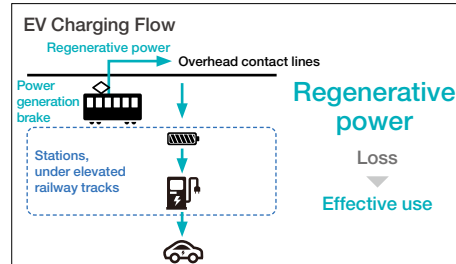 EV Charging Flow
Regenerative power
Overhead contact lines
Power
generation
brake
Stations,
under elevated
railway tracks
Regenerative
power
Loss
Effective use